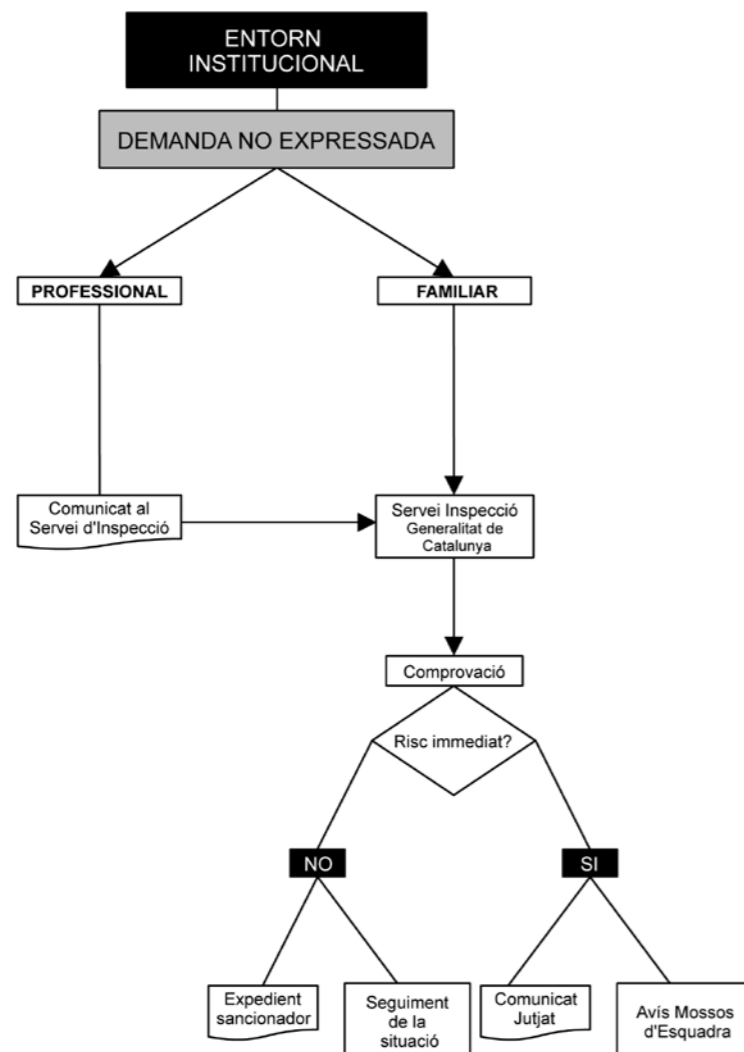 ENTORN
INSTITUCIONAL
DEMANDA NO EXPRESSADA
PROFESSIONAL
FAMILIAR
Comunicat al
Servei d'Inspecció
Servei Inspecció
Generalitat de
Catalunya
Comprovació
Risc immediat?
NO
SI
Expedient
sancionador
Seguiment
de la
situació
Comunicat
Jutjat
Avís Mossos
d'Esquadra